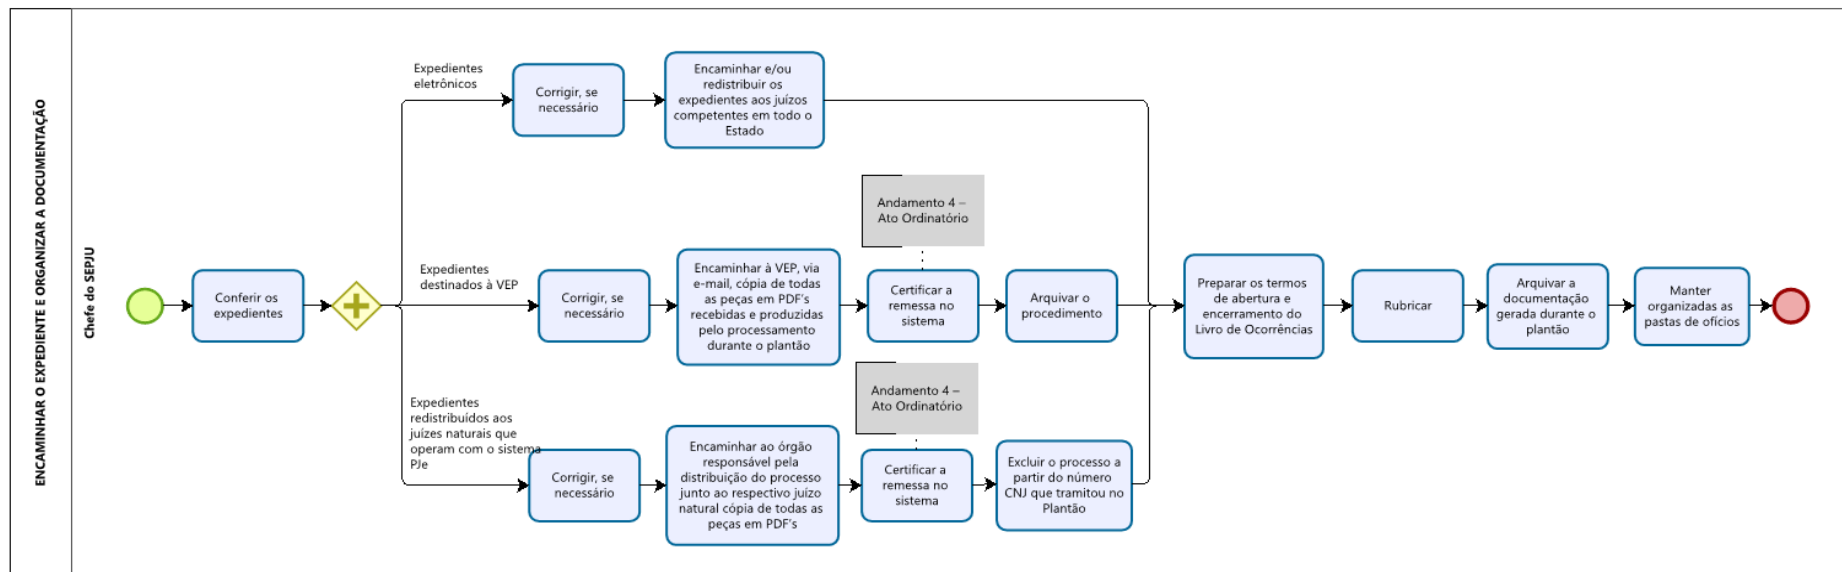 ENCAMINHAR O EXPEDIENTE E ORGANIZAR A DOCUMENTAÇÃO
Chefe do SEPJU
Conferir os
expedientes
Expedientes
eletrônicos
Corrigir, se
necessário
Encaminhar e/ou
redistribuir os
expedientes aos juízos
competentes em todo o
Estado
Expedientes
destinados à VEP
Corrigir, se
necessário
Encaminhar à VEP, via
e-mail, cópia de todas
as peças em PDF's
recebidas e produzidas
pelo processamento
durante o plantão
Andamento 4 –
Ato Ordinatório
Certificar a
remessa no
sistema
Arquivar o
procedimento
Expedientes
redistribuídos aos
juízes naturais que
operam com o sistema
PJe
Corrigir, se
necessário
Encaminhar ao órgão
responsável pela
distribuição do processo
junto ao respectivo juízo
natural cópia de todas as
peças em PDF's
Andamento 4 –
Ato Ordinatório
Certificar a
remessa no
sistema
Excluir o processo a
partir do número
CNJ que tramitou no
Plantão
Preparar os termos
de abertura e
encerramento do
Livro de Ocorrências
Rubricar
Arquivar a
documentação
gerada durante o
plantão
Manter
organizadas as
pastas de ofícios